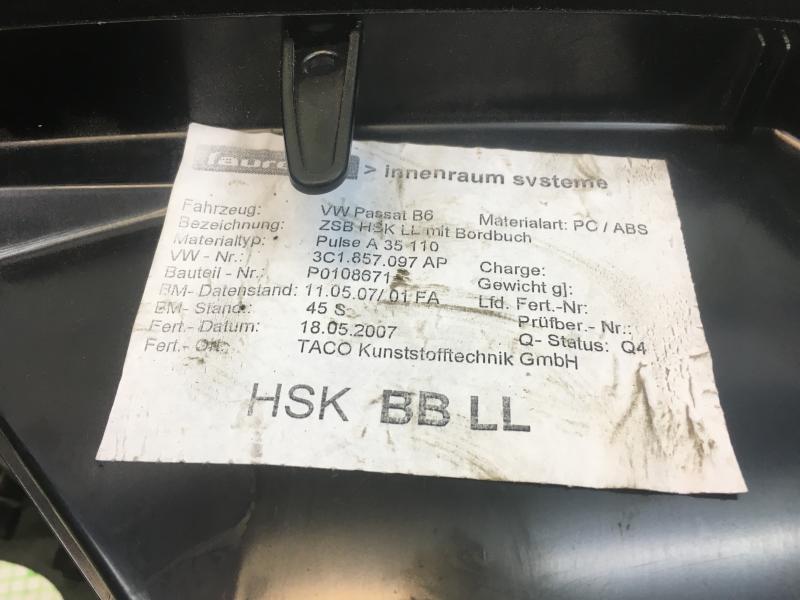 > innenraum systeme
Fahrzeug: VW Passat B6 Materialart: PC / ABS
Bezeichnung: ZSB HSK LL mit Bordbuch
Materialtyp: Pulse A 35 110
VW - Nr.: 3C1.857.097 AP Charge:
Bauteil - Nr.: P0108671 Gewicht g]:
BM- Datenstand: 11.05.07/ 01 FA Lfd. Fert.-Nr:
BM- Stand: 45 S Prüfber.- Nr.:
Fert.- Datum: 18.05.2007 Q- Status: Q4
Fert.- Ort: TACO Kunststofftechnik GmbH
HSK BB LL